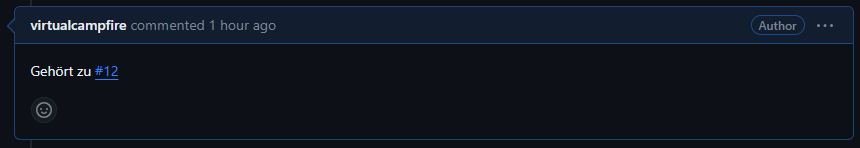 virtualcampfire commented 1 hour ago Author
Gehört zu #12